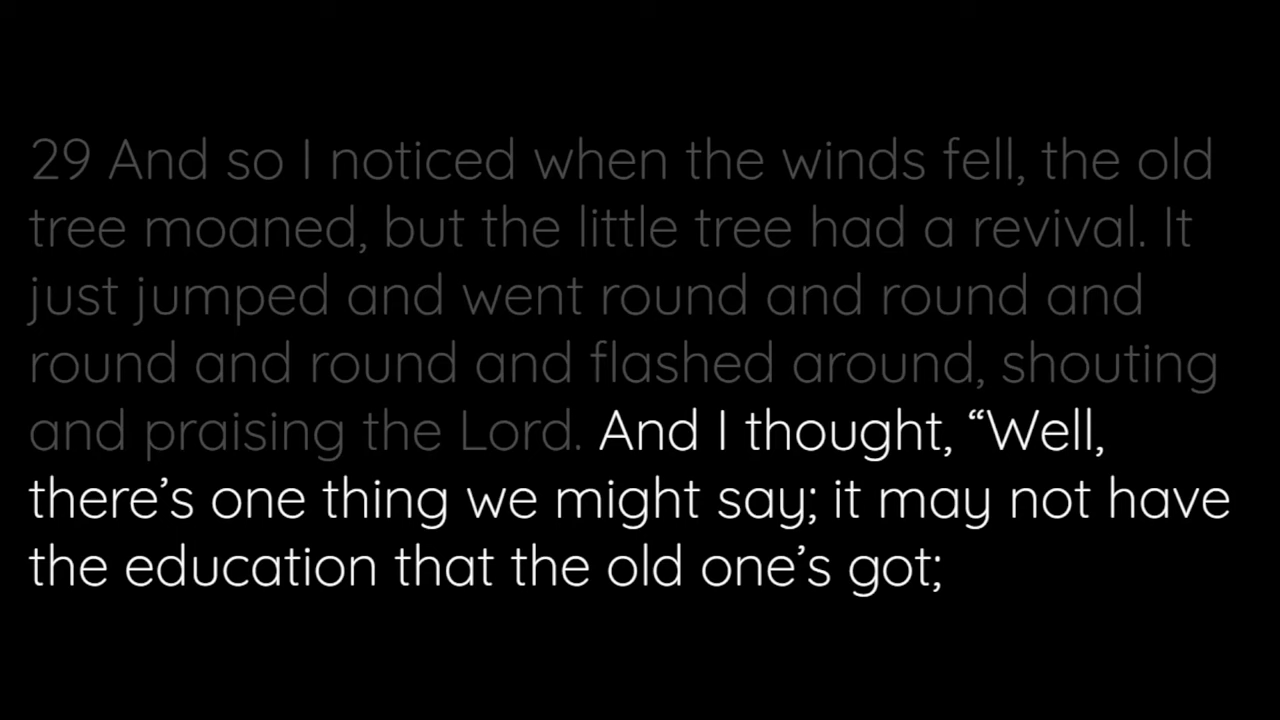 29 And so I noticed when the winds fell, the old
tree moaned, but the little tree had a revival. It
just jumped and went round and round and
round and round and flashed around, shouting
and praising the Lord. And I thought, “Well,
there’s one thing we might say; it may not have
the education that the old one’s got;